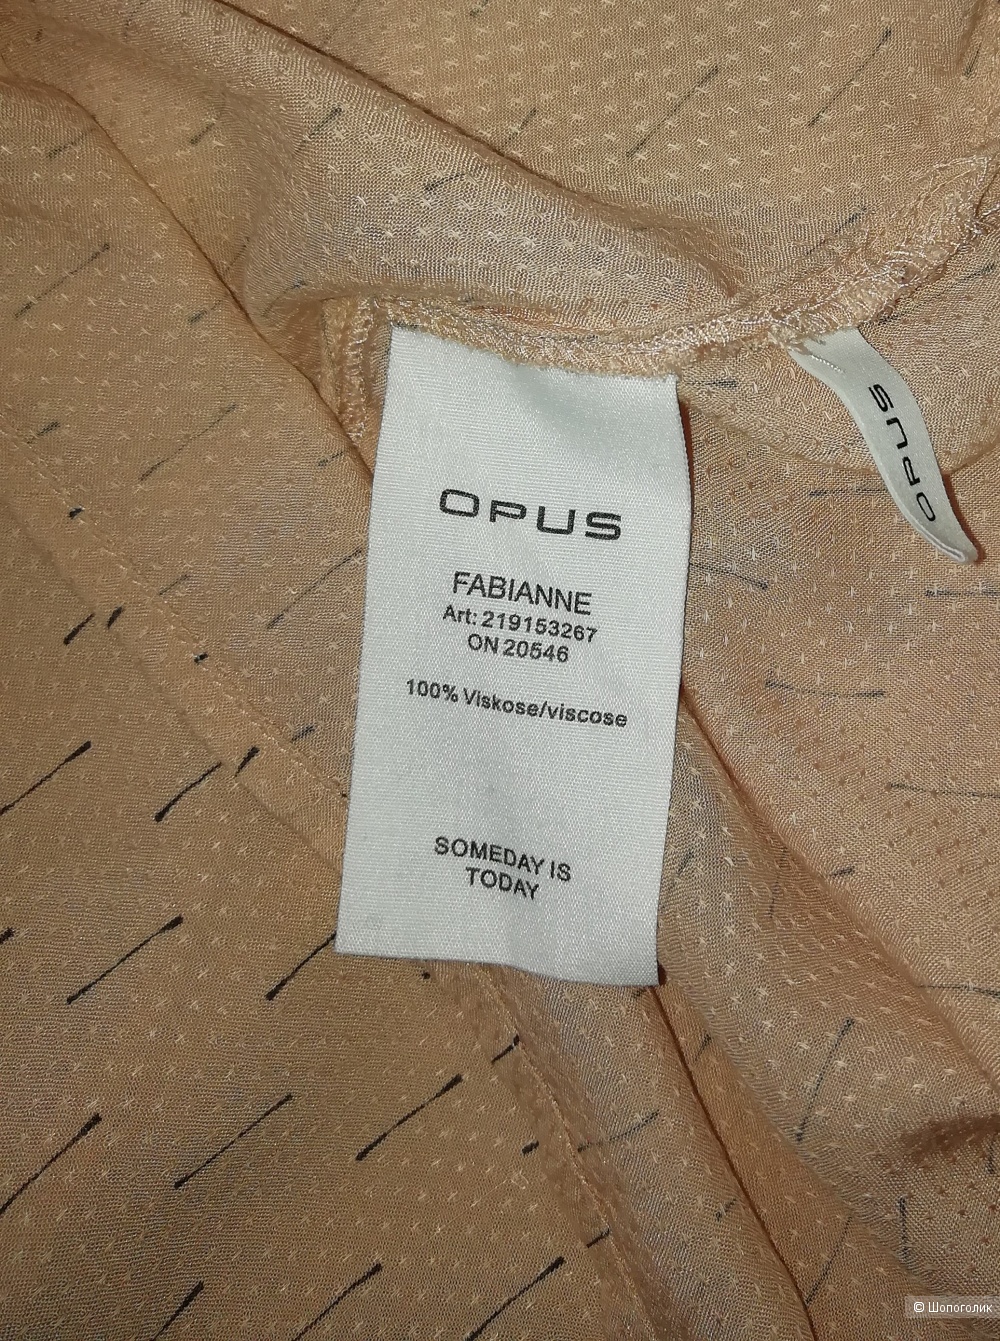 OPUS
FABIANNE
Art: 219153267
ON 20546
100% Viskose/viscose
SOMEDAY IS
TODAY
OPUS
© Шопоголик